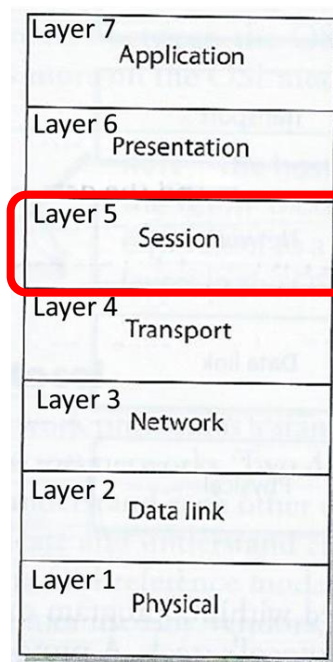 Layer 7
Application
Layer 6
Presentation
Layer 5
Session
Layer 4
Transport
Layer 3
Network
Layer 2
Data link
Layer 1
Physical